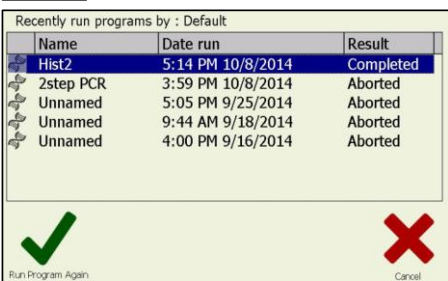 Recently run programs by : Default
Name Date run Result
Hist2 5:14 PM 10/8/2014 Completed
2step PCR 3:59 PM 10/8/2014 Aborted
Unnamed 5:05 PM 9/25/2014 Aborted
Unnamed 9:44 AM 9/18/2014 Aborted
Unnamed 4:00 PM 9/16/2014 Aborted
Run Program Again Cancel